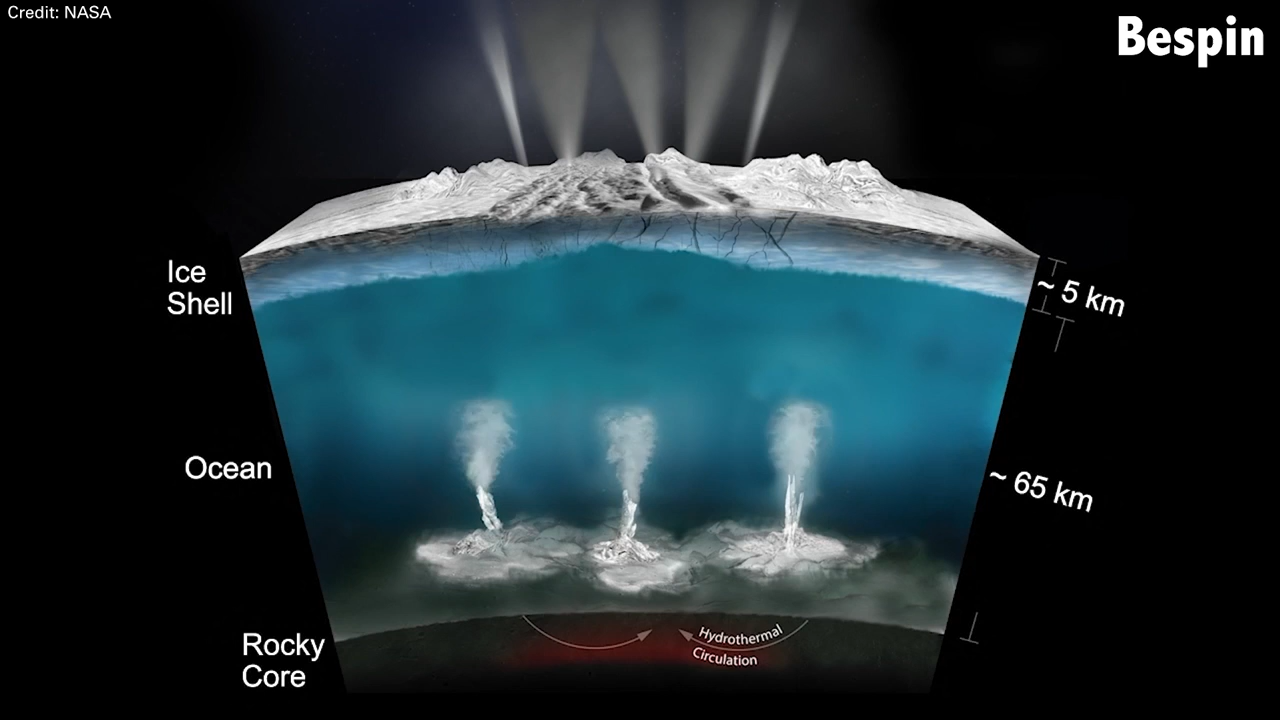 Credit: NASA
Bespin
Ice
Shell
~ 5 km
Ocean
~ 65 km
Rocky
Core
Hydrothermal
Circulation